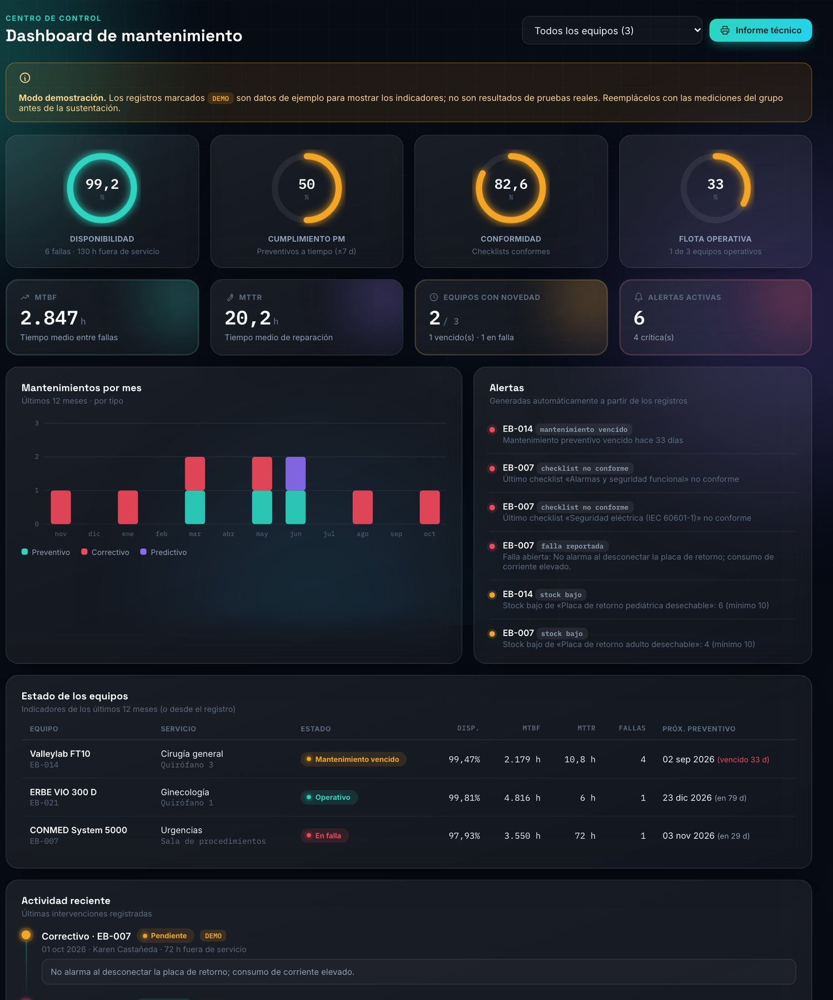 CENTRO DE CONTROL
Dashboard de mantenimiento
Todos los equipos (3)
Informe técnico
Modo demostración. Los registros marcados DEMO son datos de ejemplo para mostrar los indicadores; no son resultados de pruebas reales. Reemplácelos con las mediciones del grupo
antes de la sustentación.
99,2
%
DISPONIBILIDAD
6 fallas · 130 h fuera de servicio
50
%
CUMPLIMIENTO PM
Preventivos a tiempo (±7 d)
82,6
%
CONFORMIDAD
Checklists conformes
33
%
FLOTA OPERATIVA
1 de 3 equipos operativos
MTBF
2.847 h
Tiempo medio entre fallas
MTTR
20,2 h
Tiempo medio de reparación
EQUIPOS CON NOVEDAD
2 / 3
1 vencido(s) · 1 en falla
ALERTAS ACTIVAS
6
4 crítica(s)
Mantenimientos por mes
Últimos 12 meses · por tipo
3
2
1
0
nov dic ene feb mar abr may jun jul ago sep oct
Preventivo Correctivo Predictivo
Alertas
Generadas automáticamente a partir de los registros
EB-014 mantenimiento vencido
Mantenimiento preventivo vencido hace 33 días
EB-007 checklist no conforme
Último checklist «Alarmas y seguridad funcional» no conforme
EB-007 checklist no conforme
Último checklist «Seguridad eléctrica (IEC 60601-1)» no conforme
EB-007 falla reportada
Falla abierta: No alarma al desconectar la placa de retorno; consumo de
corriente elevado.
EB-014 stock bajo
Stock bajo de «Placa de retorno pediátrica desechable»: 6 (mínimo 10)
EB-007 stock bajo
Stock bajo de «Placa de retorno adulto desechable»: 4 (mínimo 10)
Estado de los equipos
Indicadores de los últimos 12 meses (o desde el registro)
EQUIPO SERVICIO ESTADO DISP. MTBF MTTR FALLAS PRÓX. PREVENTIVO
Valleylab FT10 Cirugía general Mantenimiento vencido 99,47% 2.179 h 10,8 h 4 02 sep 2026 (vencido 33 d)
EB-014 Quirófano 3
ERBE VIO 300 D Ginecología Operativo 99,81% 4.816 h 6 h 1 23 dic 2026 (en 79 d)
EB-021 Quirófano 1
CONMED System 5000 Urgencias En falla 97,93% 3.550 h 72 h 1 03 nov 2026 (en 29 d)
EB-007 Sala de procedimientos
Actividad reciente
Últimas intervenciones registradas
Correctivo · EB-007 Pendiente DEMO
01 oct 2026 · Karen Castañeda · 72 h fuera de servicio
No alarma al desconectar la placa de retorno; consumo de corriente elevado.